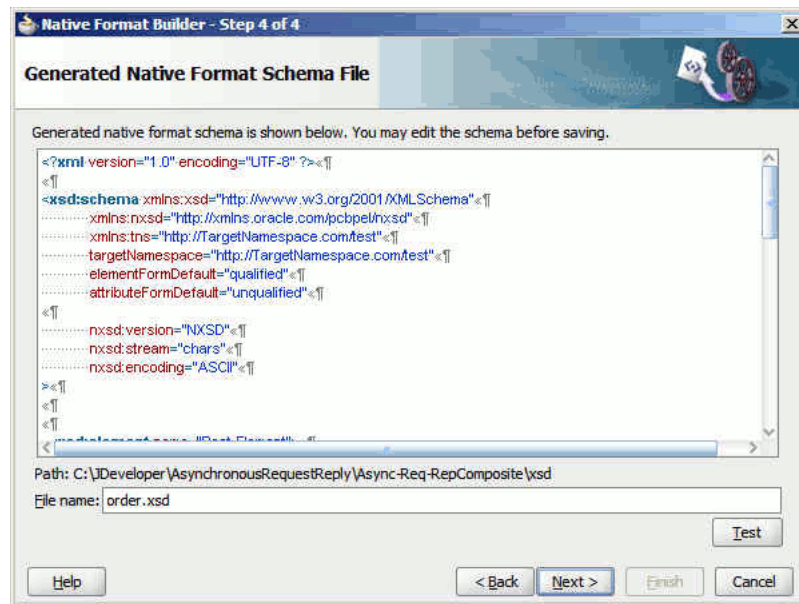 Native Format Builder - Step 4 of 4
Generated Native Format Schema File
Generated native format schema is shown below. You may edit the schema before saving.
<?xml·version="1.0"·encoding="UTF-8"·?>«¶
«¶
<xsd:schema·xmlns:xsd="http://www.w3.org/2001/XMLSchema"«¶
············xmlns:nxsd="http://xmlns.oracle.com/pcbpel/nxsd"«¶
············xmlns:tns="http://TargetNamespace.com/test"«¶
············targetNamespace="http://TargetNamespace.com/test"«¶
············elementFormDefault="qualified"«¶
············attributeFormDefault="unqualified"«¶
«¶
············nxsd:version="NXSD"«¶
············nxsd:stream="chars"«¶
············nxsd:encoding="ASCII"«¶
>«¶
«¶
«¶
Path: C:\JDeveloper\AsynchronousRequestReply\Async-Req-RepComposite\xsd
File name: order.xsd
Test
Help
< Back
Next >
Finish
Cancel